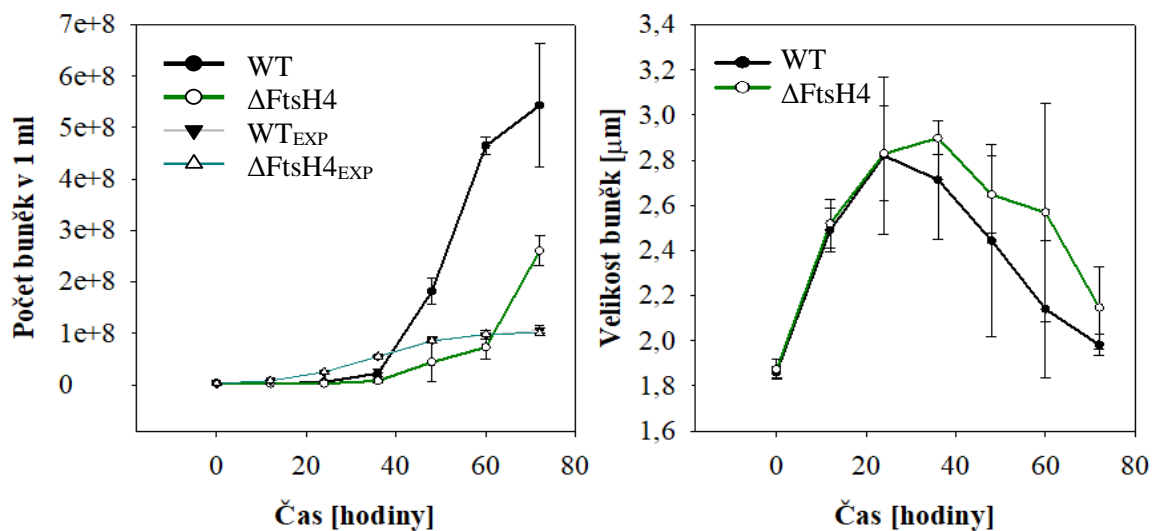 7e+8
6e+8
5e+8
4e+8
3e+8
2e+8
1e+8
0
Počet buněk v 1 ml
WT
ΔFtsH4
WTEXP
ΔFtsH4EXP
0 20 40 60 80
Čas [hodiny]
3,4
3,2
3,0
2,8
2,6
2,4
2,2
2,0
1,8
1,6
Velikost buněk [μm]
WT
ΔFtsH4
0 20 40 60 80
Čas [hodiny]